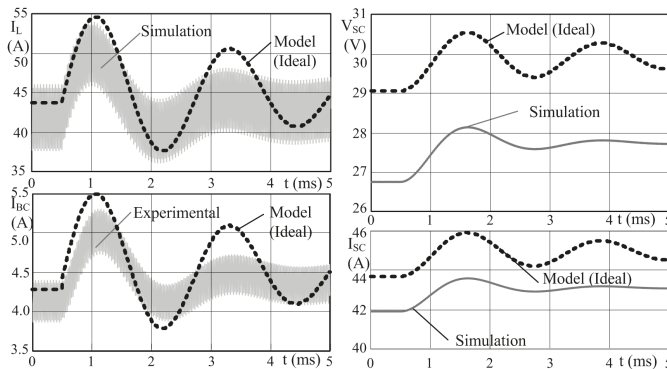 55
I_L
(A)
50
45
40
35
Simulation
Model
(Ideal)
0 1 2 3 4 5
t (ms)
5.5
I_BC
(A)
5.0
4.5
4.0
3.5
Experimental
Model
(Ideal)
0 1 2 3 4 5
t (ms)
31
V_SC
(V)
30
29
28
27
26
Model (Ideal)
Simulation
0 1 2 3 4
t (ms)
46
I_SC
(A)
44
42
40
Model (Ideal)
Simulation
0 1 2 3 4
t (ms)